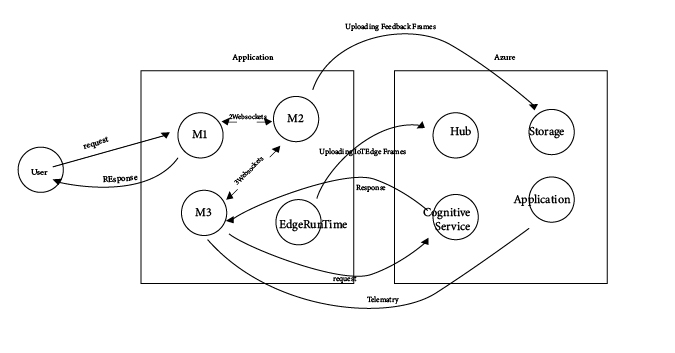 Uploading Feedback Frames
Application
Azure
2Websockets
M2
M1
Hub
Storage
request
Uploading IoTEdge Frames
User
REsponse
3Websockets
Response
Application
M3
Cognitive
Service
EdgeRunTime
request
Telematry